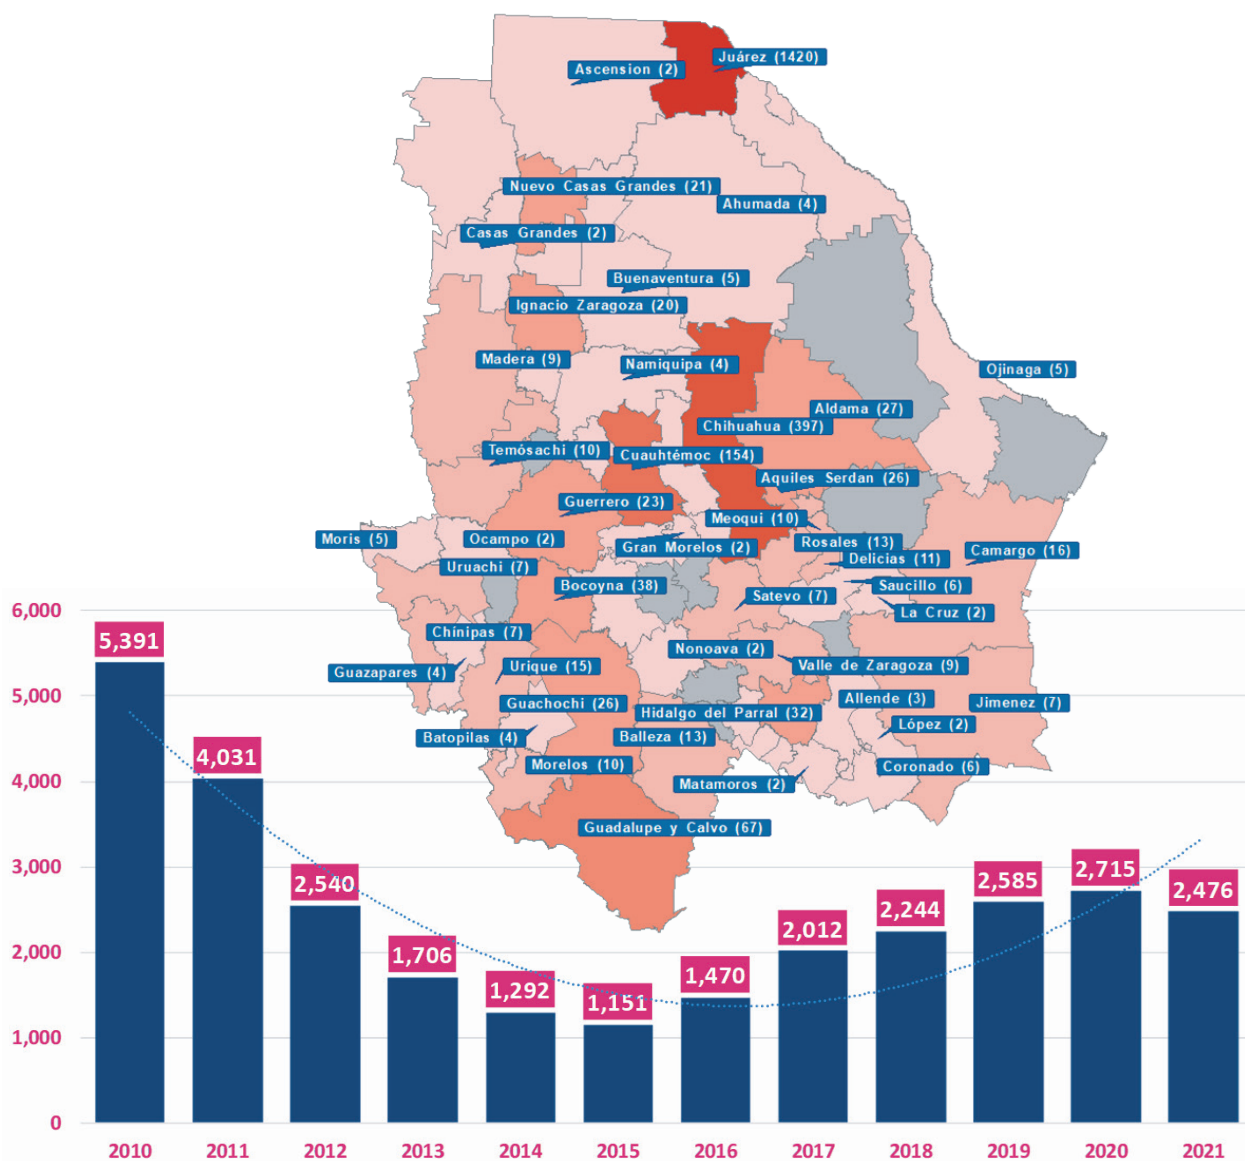 Juárez (1420)
Ascension (2)
Nuevo Casas Grandes (21)
Ahumada (4)
Casas Grandes (2)
Buenaventura (5)
Ignacio Zaragoza (20)
Madera (9)
Namiquipa (4)
Ojinaga (5)
Aldama (27)
Chihuahua (397)
Temósachi (10)
Cuauhtémoc (154)
Aquiles Serdan (26)
Guerrero (23)
Meoqui (10)
Moris (5)
Ocampo (2)
Gran Morelos (2)
Rosales (13)
Delicias (11)
Camargo (16)
Uruachi (7)
Bocoyna (38)
Satevo (7)
Saucillo (6)
La Cruz (2)
Chínipas (7)
Nonoava (2)
Guazapares (4)
Urique (15)
Valle de Zaragoza (9)
Guachochi (26)
Allende (3)
Jimenez (7)
Hidalgo del Parral (32)
López (2)
Batopilas (4)
Balleza (13)
Morelos (10)
Matamoros (2)
Coronado (6)
Guadalupe y Calvo (67)
6,000
5,000
4,000
3,000
2,000
1,000
0
5,391
4,031
2,540
1,706
1,292
1,151
1,470
2,012
2,244
2,585
2,715
2,476
2010
2011
2012
2013
2014
2015
2016
2017
2018
2019
2020
2021